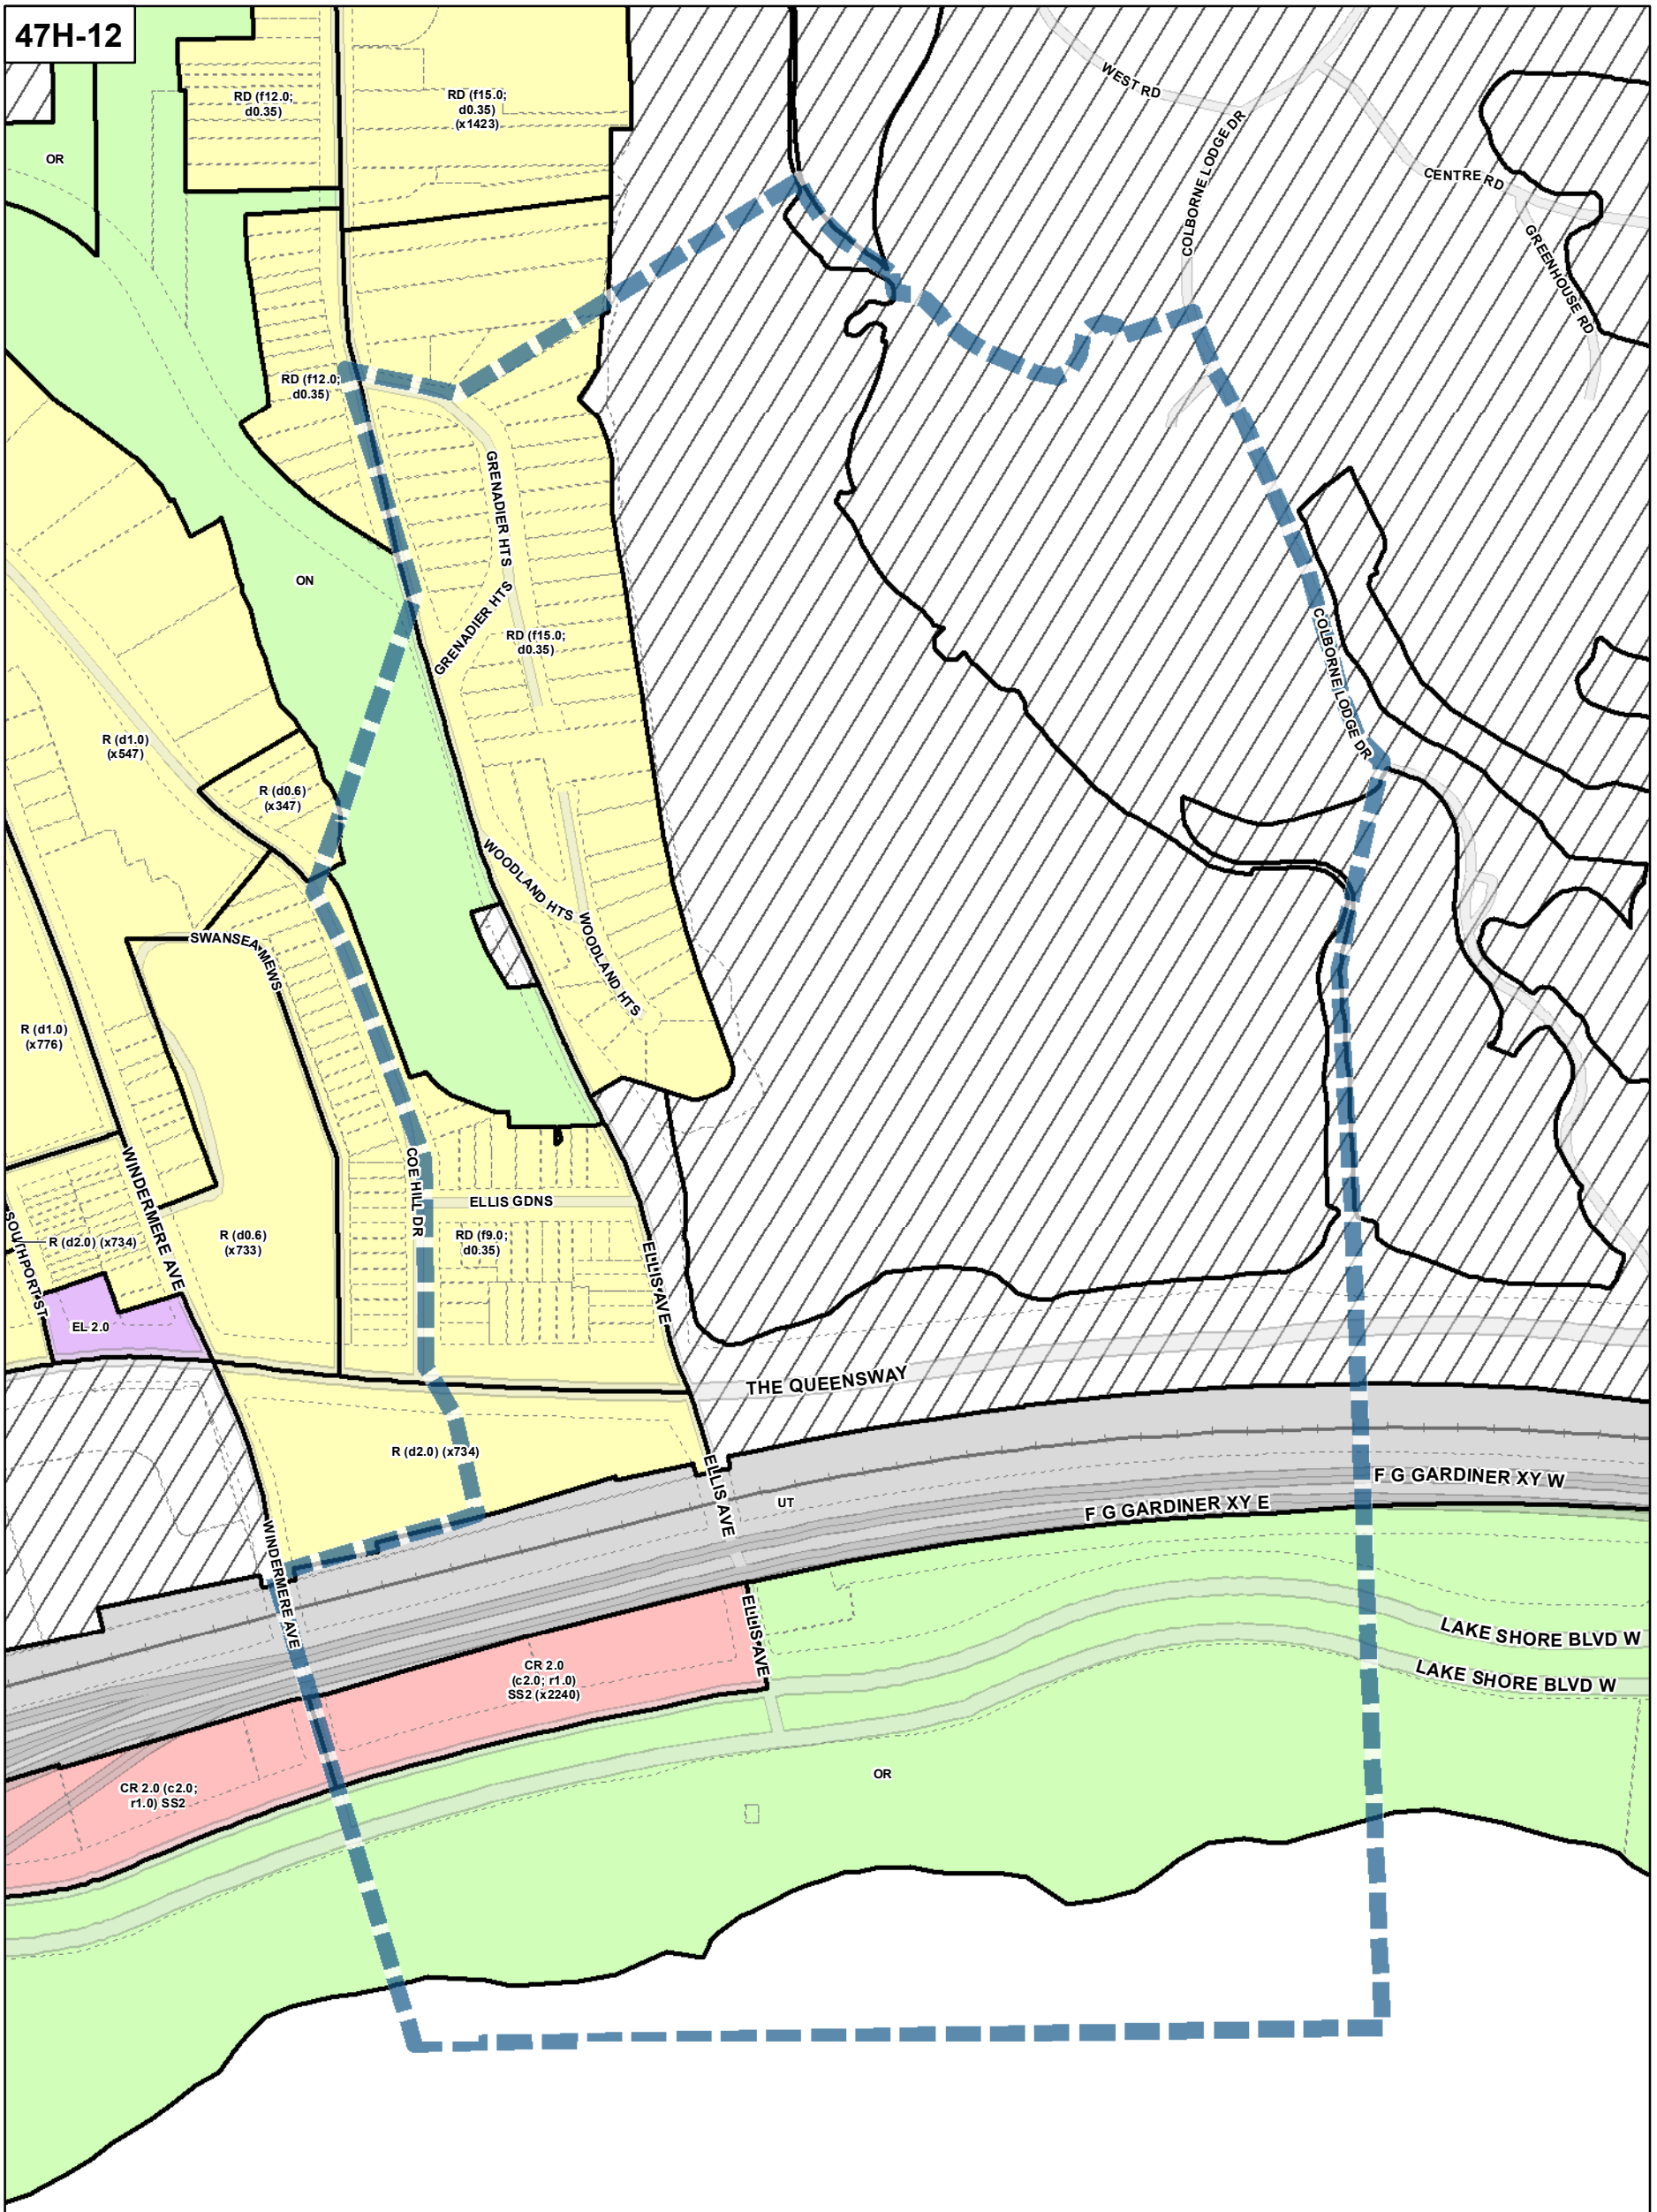 47H-12
WEST RD
RD (f12.0;
d0.35)
RD (f15.0;
d0.35)
(x1423)
COLBORNE LODGE DR
OR
CENTRE RD
GREENHOUSE RD
RD (f12.0;
d0.35)
GRENADIER HTS
ON
GRENADIER HTS
RD (f15.0;
d0.35)
COLBORNE LODGE DR
R (d1.0)
(x547)
R (d0.6)
(x347)
WOODLAND HTS
WOODLAND HTS
SWANSEA MEWS
R (d1.0)
(x776)
WINDERMERE AVE
COE HILL DR
ELLIS GDNS
SOUTHPORT ST
R (d2.0) (x734)
R (d0.6)
(x733)
RD (f9.0;
d0.35)
ELLIS AVE
EL 2.0
THE QUEENSWAY
R (d2.0) (x734)
ELLIS AVE
UT
F G GARDINER XY W
F G GARDINER XY E
WINDERMERE AVE
ELLIS AVE
LAKE SHORE BLVD W
CR 2.0
(c2.0; r1.0)
SS2 (x2240)
LAKE SHORE BLVD W
OR
CR 2.0 (c2.0;
r1.0) SS2